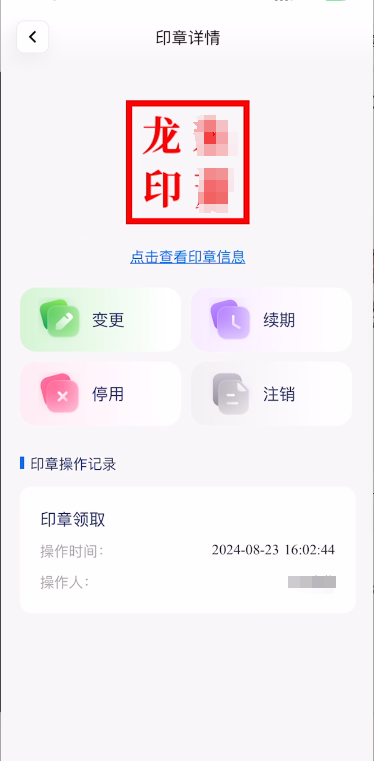 印章详情
龙
印
点击查看印章信息
变更
续期
停用
注销
印章操作记录
印章领取
操作时间：
2024-08-23 16:02:44
操作人：